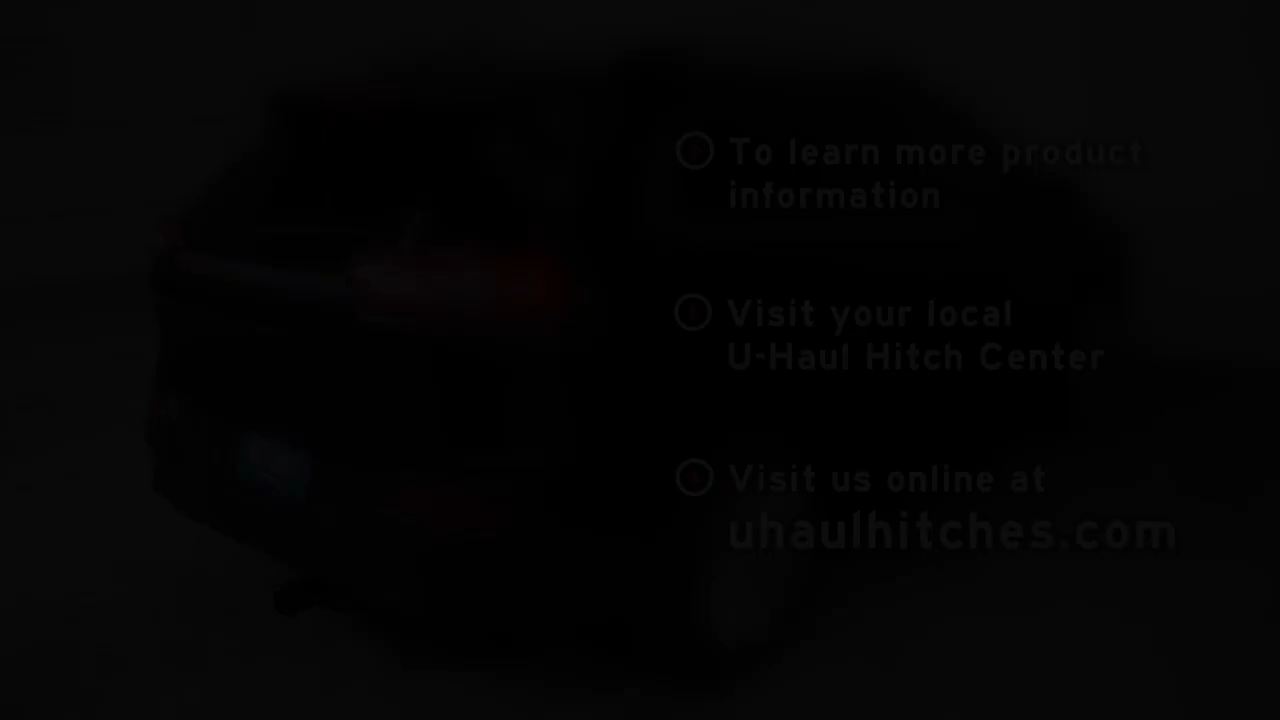 To learn more product
information
Visit your local
U-Haul Hitch Center
Visit us online at
uhaulhitches.com